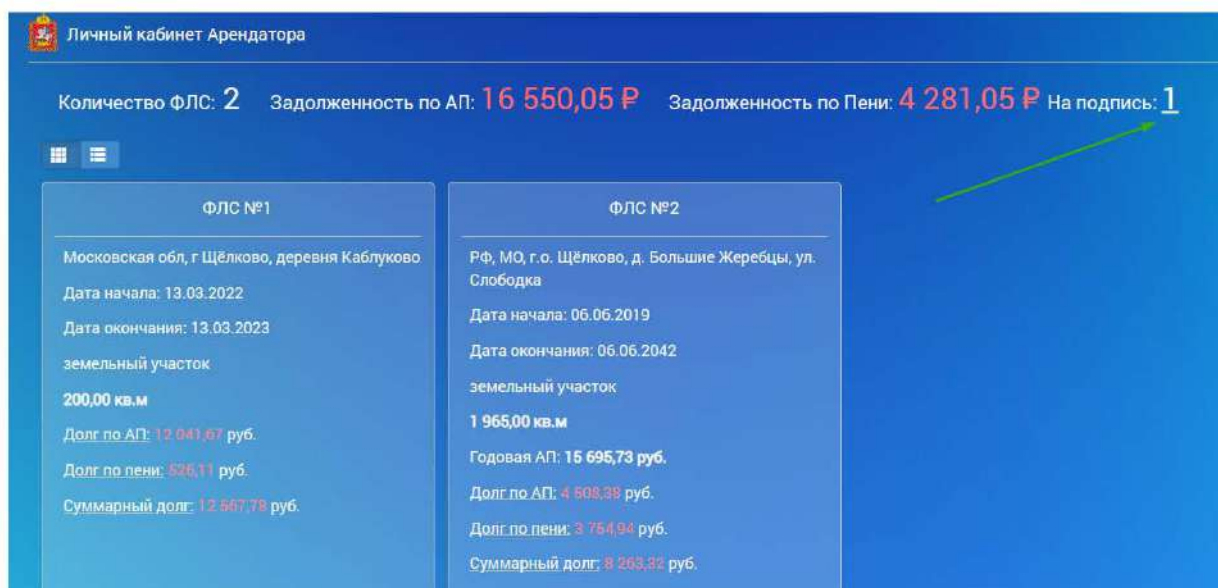 Личный кабинет Арендатора
Количество ФЛС: 2 Задолженность по АП: 16 550,05 ₽ Задолженность по Пени: 4 281,05 ₽ На подпись: 1
ФЛС №1
Московская обл, г Щёлково, деревня Каблуково
Дата начала: 13.03.2022
Дата окончания: 13.03.2023
земельный участок
200,00 кв.м
Долг по АП: 12 041,67 руб.
Долг по пени: 526,11 руб.
Суммарный долг: 12 567,78 руб.
ФЛС №2
РФ, МО, г.о. Щёлково, д. Большие Жеребцы, ул.
Слободка
Дата начала: 06.06.2019
Дата окончания: 06.06.2042
земельный участок
1 965,00 кв.м
Годовая АП: 15 695,73 руб.
Долг по АП: 4 508,38 руб.
Долг по пени: 3 754,94 руб.
Суммарный долг: 8 263,32 руб.